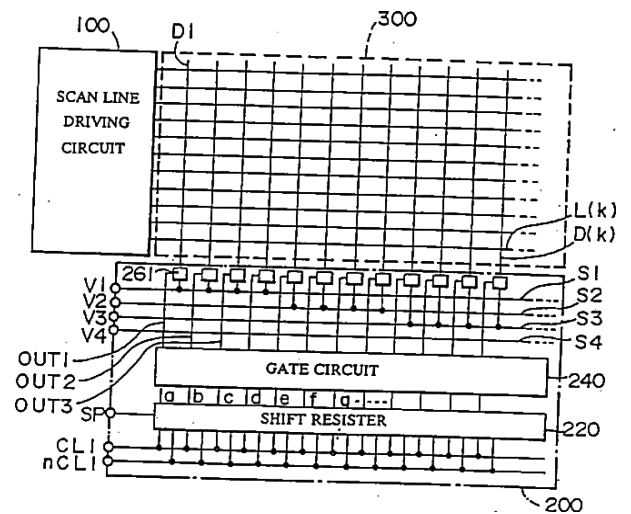 100
D1
300
SCAN LINE
DRIVING
CIRCUIT
L(k)
D(k)
261
V1
V2
V3
V4
S1
S2
S3
S4
OUT1
OUT2
OUT3
GATE CIRCUIT
240
a b c d e f g
SP
SHIFT RESISTER
220
CL1
nCL1
200